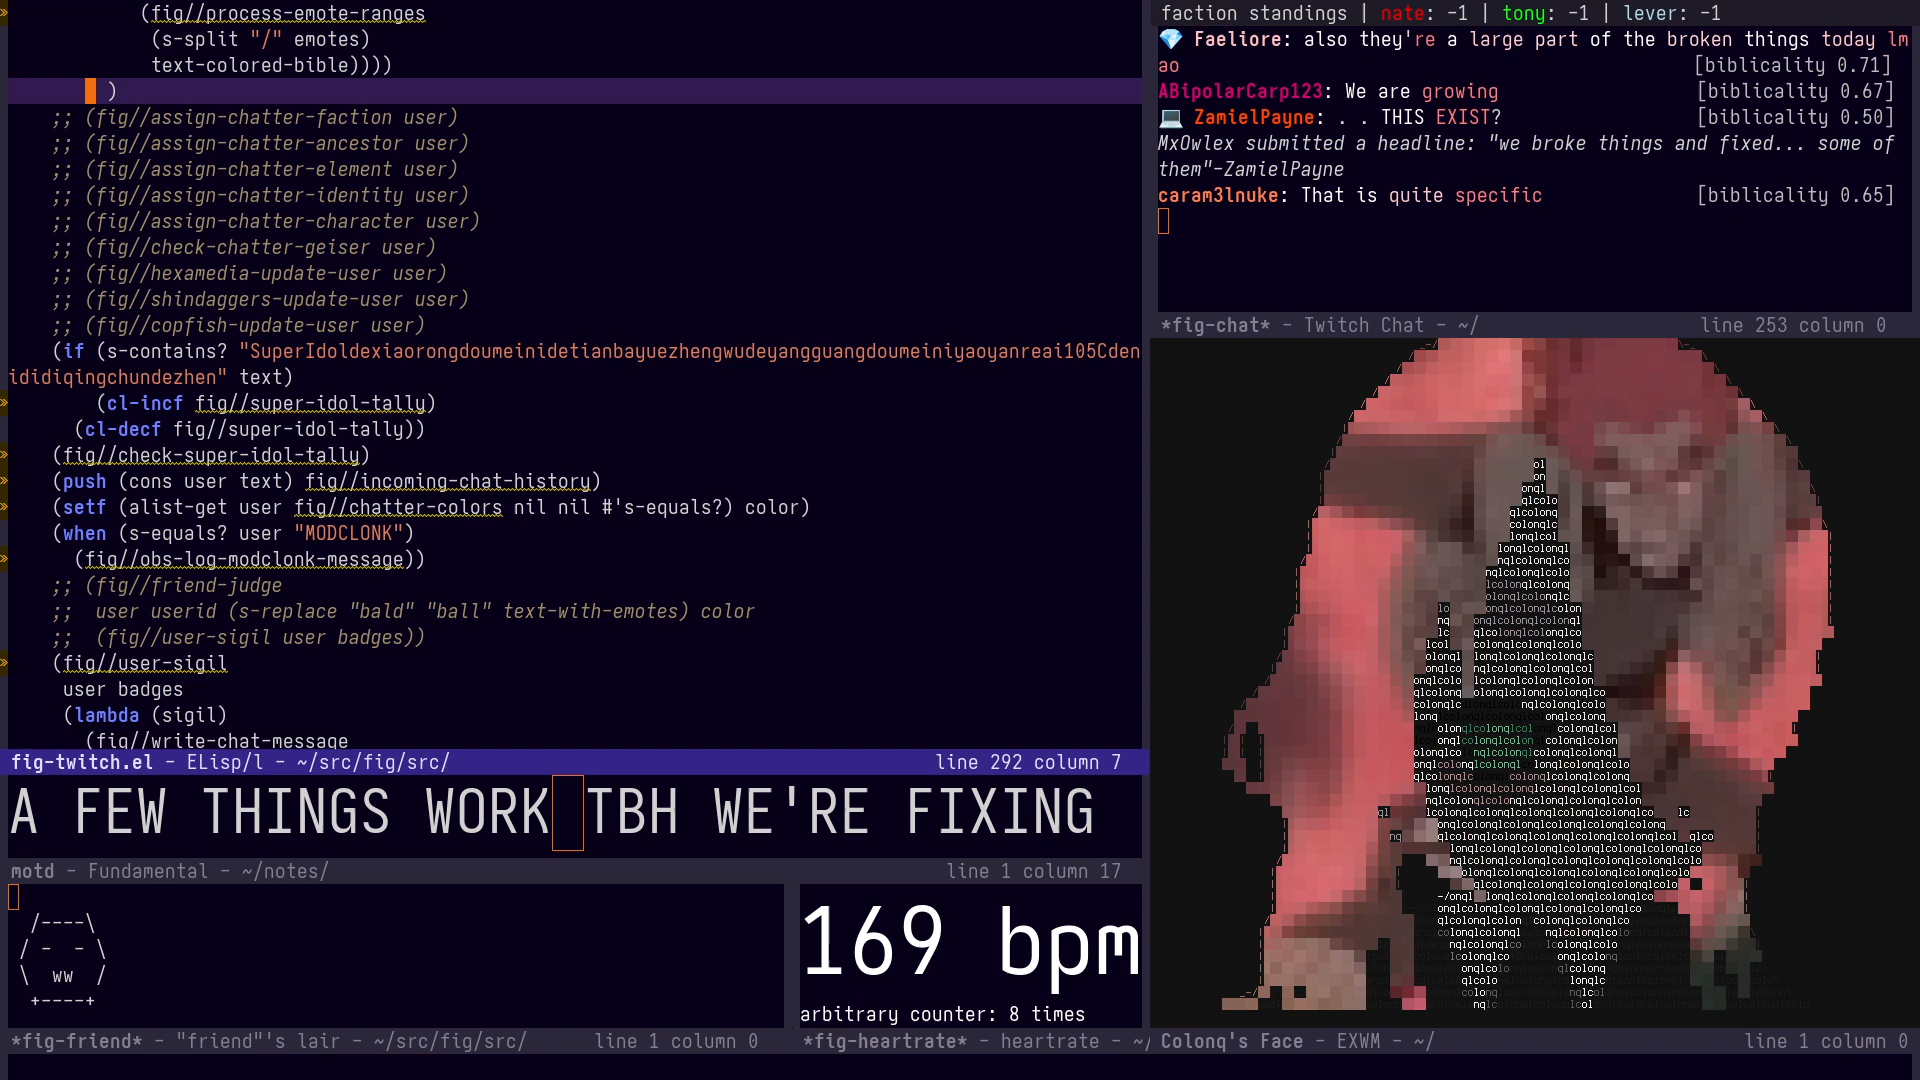 (fig//process-emote-ranges
(s-split "/" emotes)
text-colored-bible))))
)
;; (fig//assign-chatter-faction user)
;; (fig//assign-chatter-ancestor user)
;; (fig//assign-chatter-element user)
;; (fig//assign-chatter-identity user)
;; (fig//assign-chatter-character user)
;; (fig//check-chatter-geiser user)
;; (fig//hexamedia-update-user user)
;; (fig//shindaggers-update-user user)
;; (fig//copfish-update-user user)
(if (s-contains? "SuperIdoldexiaorongdoumeinidetianbayuezhengwudeyangguangdoumeiniyaoyanreai105Cden
ididiqingchundezhen" text)
(cl-incf fig//super-idol-tally)
(cl-decf fig//super-idol-tally))
(fig//check-super-idol-tally)
(push (cons user text) fig//incoming-chat-history)
(setf (alist-get user fig//chatter-colors nil nil #'s-equals?) color)
(when (s-equals? user "MODCLONK")
(fig//obs-log-modclonk-message))
;; (fig//friend-judge
;;  user userid (s-replace "bald" "ball" text-with-emotes) color
;;  (fig//user-sigil user badges))
(fig//user-sigil
user badges
(lambda (sigil)
(fig//write-chat-message
fig-twitch.el - ELisp/l - ~/src/fig/src/ line 292 column 7
A FEW THINGS WORK TBH WE'RE FIXING
motd - Fundamental - ~/notes/ line 1 column 17
/----\
/ -  - \
\  ww  /
+----+
*fig-friend* - "friend"'s lair - ~/src/fig/src/ line 1 column 0
169 bpm
arbitrary counter: 8 times
*fig-heartrate* - heartrate - ~/
faction standings | nate: -1 | tony: -1 | lever: -1
💎 Faeliore: also they're a large part of the broken things today lm
ao [biblicality 0.71]
ABipolarCarp123: We are growing [biblicality 0.67]
💻 ZamielPayne: . . THIS EXIST? [biblicality 0.50]
MxOwlex submitted a headline: "we broke things and fixed... some of
them"-ZamielPayne
caram3lnuke: That is quite specific [biblicality 0.65]
*fig-chat* - Twitch Chat - ~/ line 253 column 0
Colonq's Face - EXWM - ~/ line 1 column 0